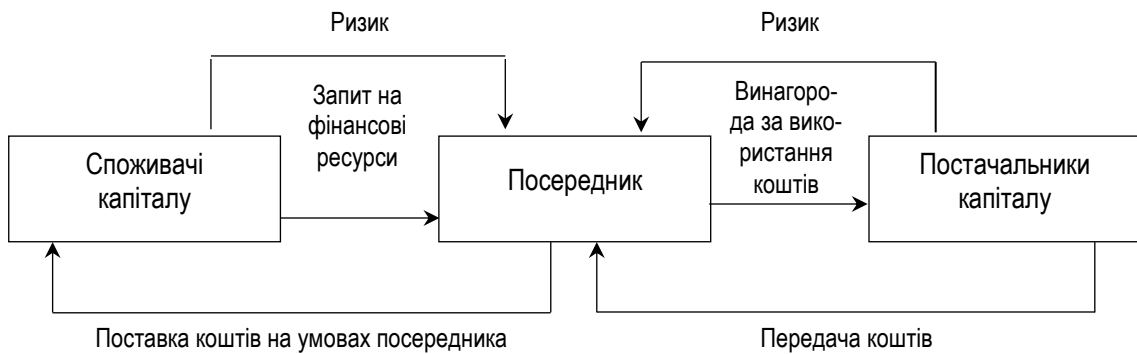 Ризик
Ризик
Запит на
фінансові
ресурси
Винагоро-
да за вико-
ристання
коштів
Споживачі
капіталу
Посередник
Постачальники
капіталу
Поставка коштів на умовах посередника
Передача коштів